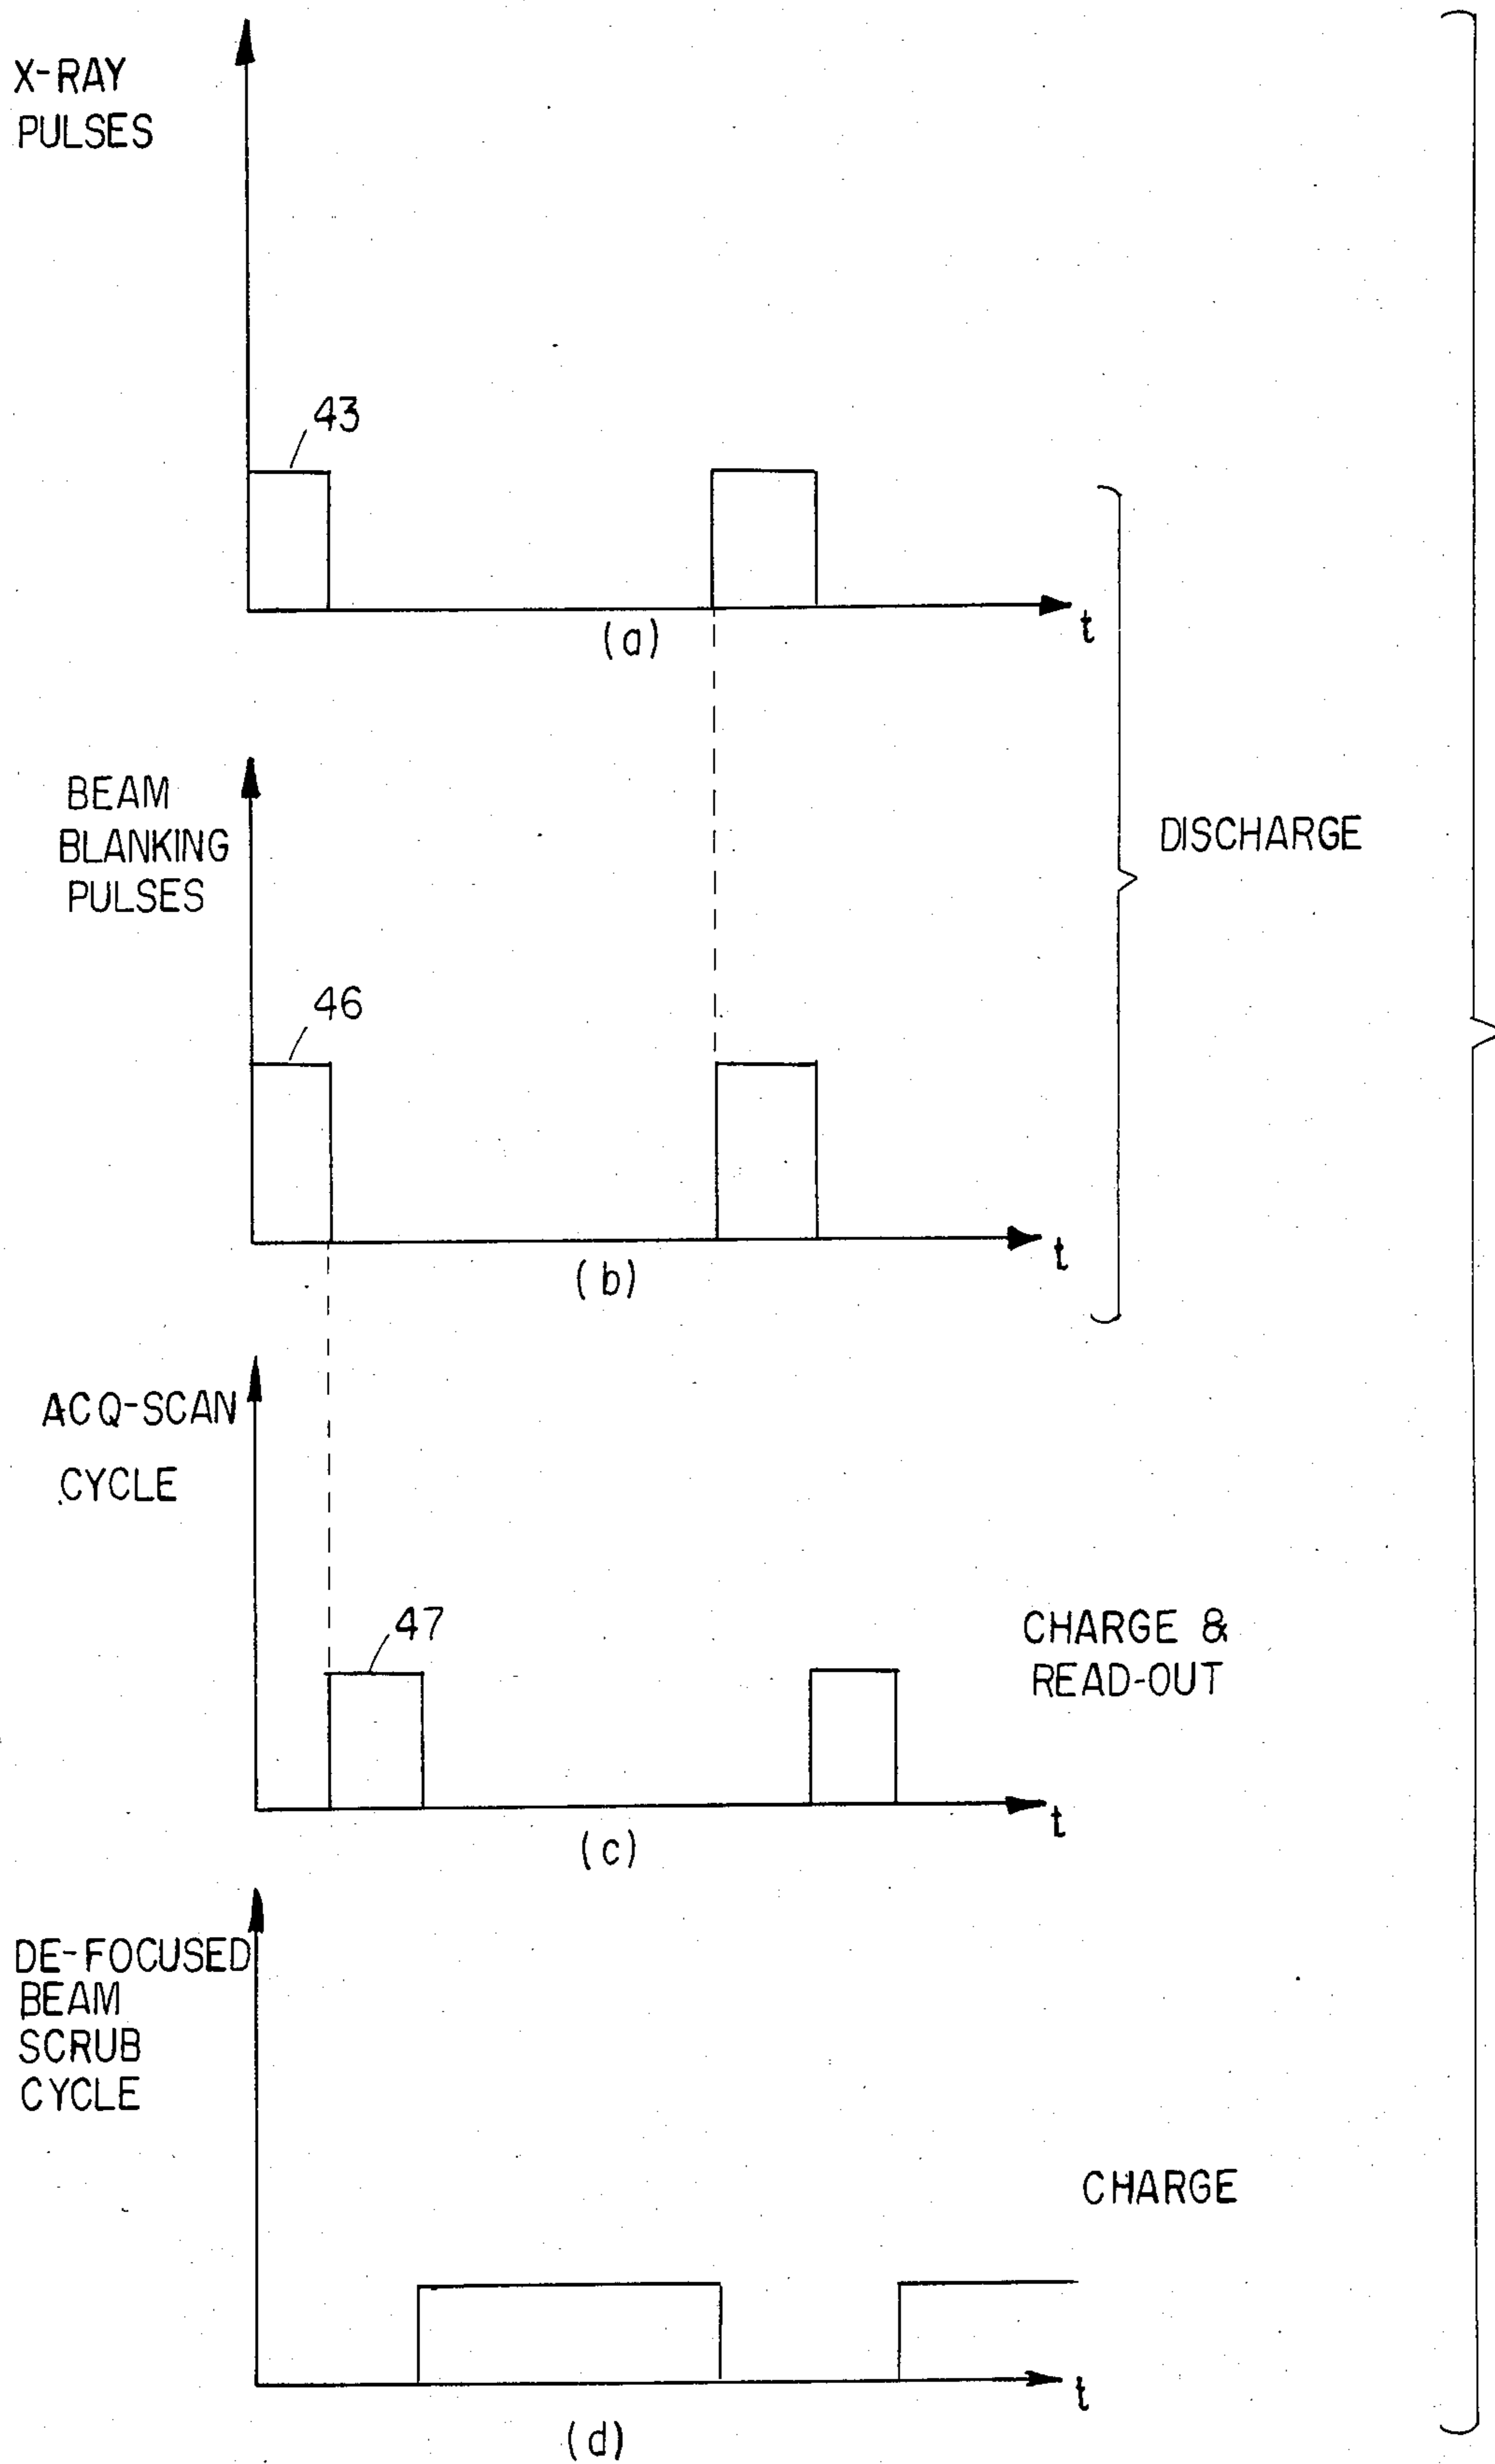 X-RAY
PULSES
43
t
(a)
BEAM
BLANKING
PULSES
DISCHARGE
46
t
(b)
ACQ-SCAN
CYCLE
47
CHARGE &
READ-OUT
t
(c)
DE-FOCUSED
BEAM
SCRUB
CYCLE
CHARGE
t
(d)